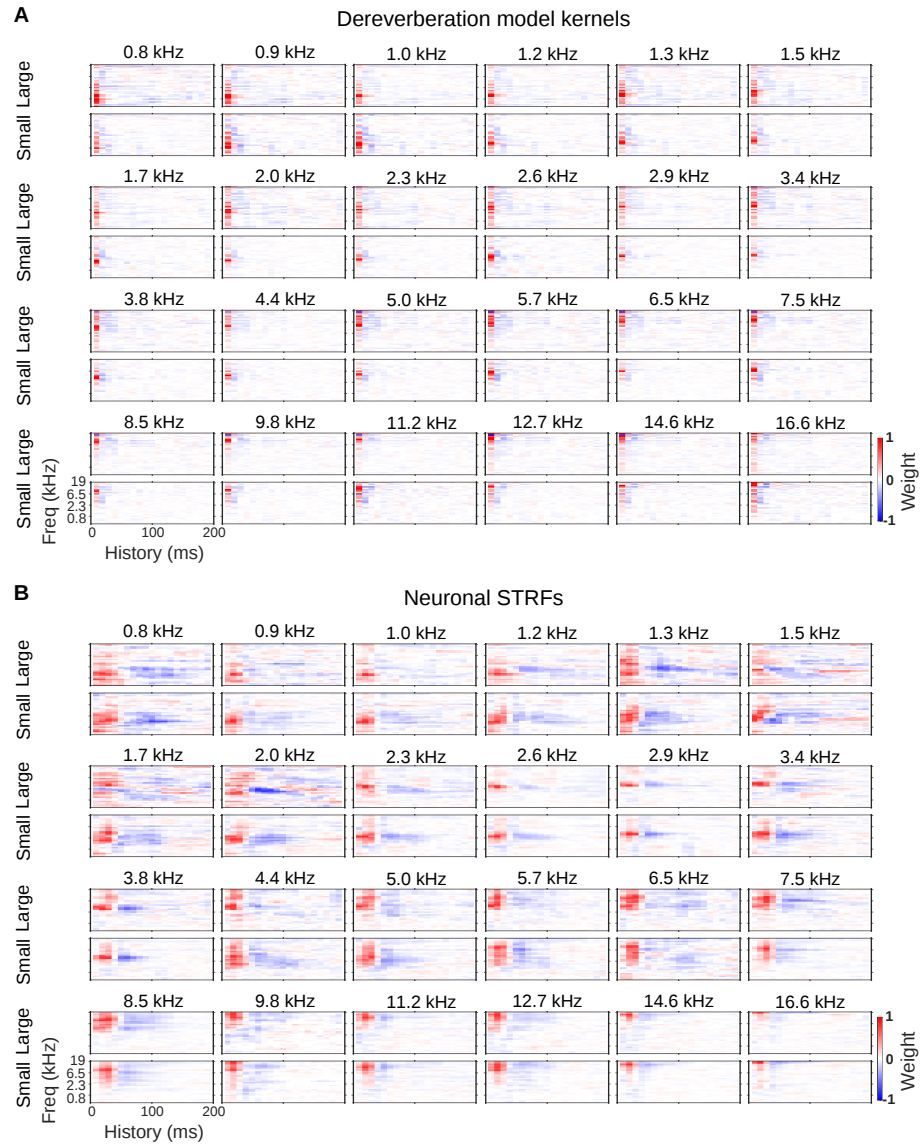 A
Dereverberation model kernels
0.8 kHz 0.9 kHz 1.0 kHz 1.2 kHz 1.3 kHz 1.5 kHz
Small Large
1.7 kHz 2.0 kHz 2.3 kHz 2.6 kHz 2.9 kHz 3.4 kHz
Small Large
3.8 kHz 4.4 kHz 5.0 kHz 5.7 kHz 6.5 kHz 7.5 kHz
Small Large
8.5 kHz 9.8 kHz 11.2 kHz 12.7 kHz 14.6 kHz 16.6 kHz
Small Large
Freq (kHz)
19
6.5
2.3
0.8
0 100 200
History (ms)
1
0
-1
Weight
B
Neuronal STRFs
0.8 kHz 0.9 kHz 1.0 kHz 1.2 kHz 1.3 kHz 1.5 kHz
Small Large
1.7 kHz 2.0 kHz 2.3 kHz 2.6 kHz 2.9 kHz 3.4 kHz
Small Large
3.8 kHz 4.4 kHz 5.0 kHz 5.7 kHz 6.5 kHz 7.5 kHz
Small Large
8.5 kHz 9.8 kHz 11.2 kHz 12.7 kHz 14.6 kHz 16.6 kHz
Small Large
Freq (kHz)
19
6.5
2.3
0.8
0 100 200
History (ms)
1
0
-1
Weight